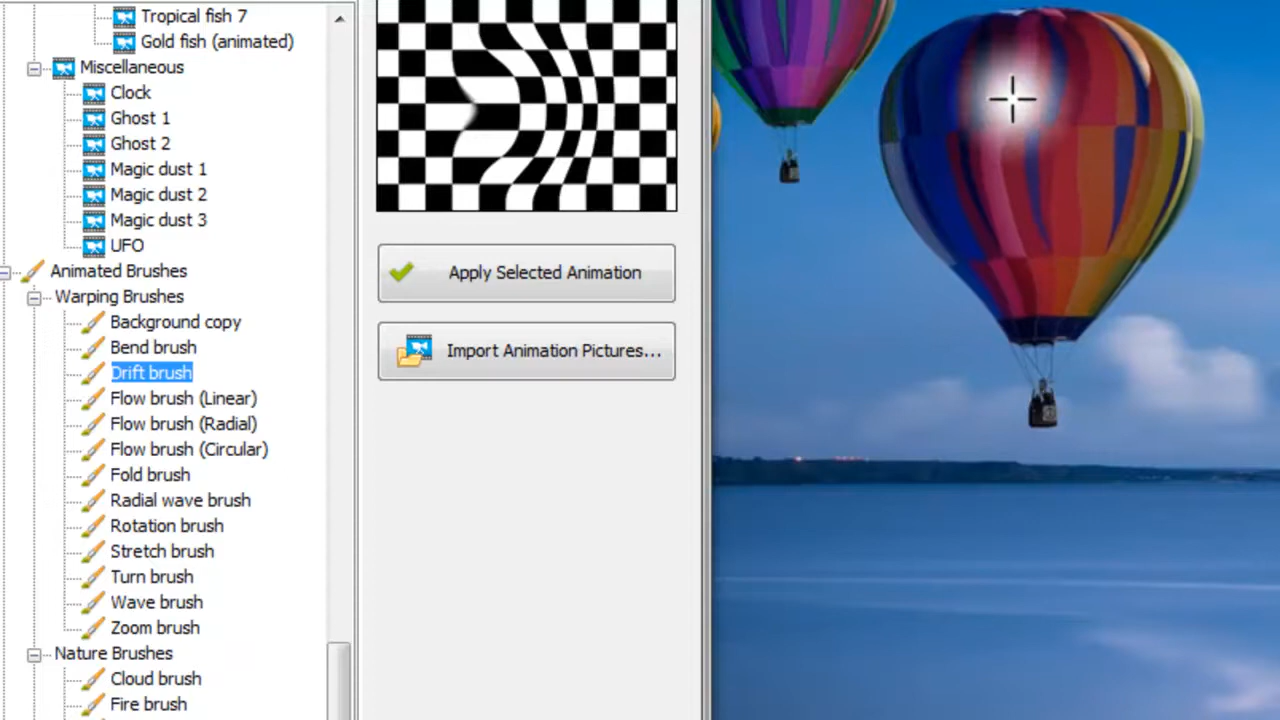 Tropical fish 7
Gold fish (animated)
Miscellaneous
Clock
Ghost 1
Ghost 2
Magic dust 1
Magic dust 2
Magic dust 3
UFO
Animated Brushes
Warping Brushes
Background copy
Bend brush
Drift brush
Flow brush (Linear)
Flow brush (Radial)
Flow brush (Circular)
Fold brush
Radial wave brush
Rotation brush
Stretch brush
Turn brush
Wave brush
Zoom brush
Nature Brushes
Cloud brush
Fire brush
Apply Selected Animation
Import Animation Pictures...